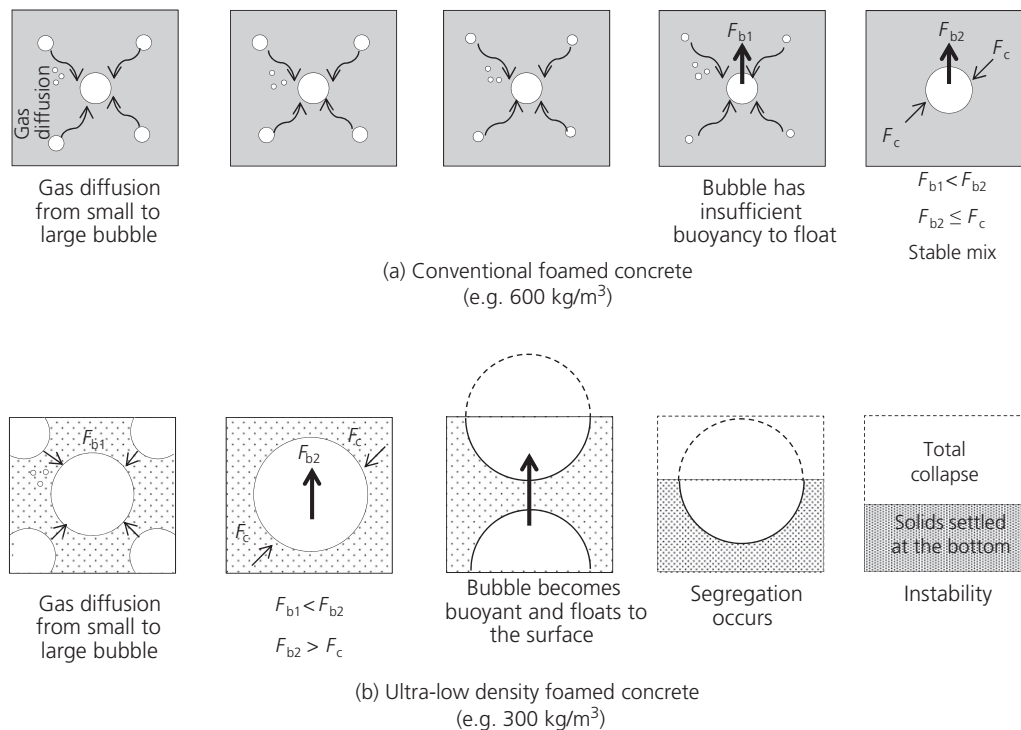 Gas
diffusion
F_b1
F_b2
F_c
F_c
Gas diffusion
from small to
large bubble
Bubble has
insufficient
buoyancy to float
F_b1 < F_b2
F_b2 ≤ F_c
Stable mix
(a) Conventional foamed concrete
(e.g. 600 kg/m³)
F_b1
F_c
F_b2
F_c
Total
collapse
Solids settled
at the bottom
Gas diffusion
from small to
large bubble
F_b1 < F_b2
F_b2 > F_c
Bubble becomes
buoyant and floats to
the surface
Segregation
occurs
Instability
(b) Ultra-low density foamed concrete
(e.g. 300 kg/m³)